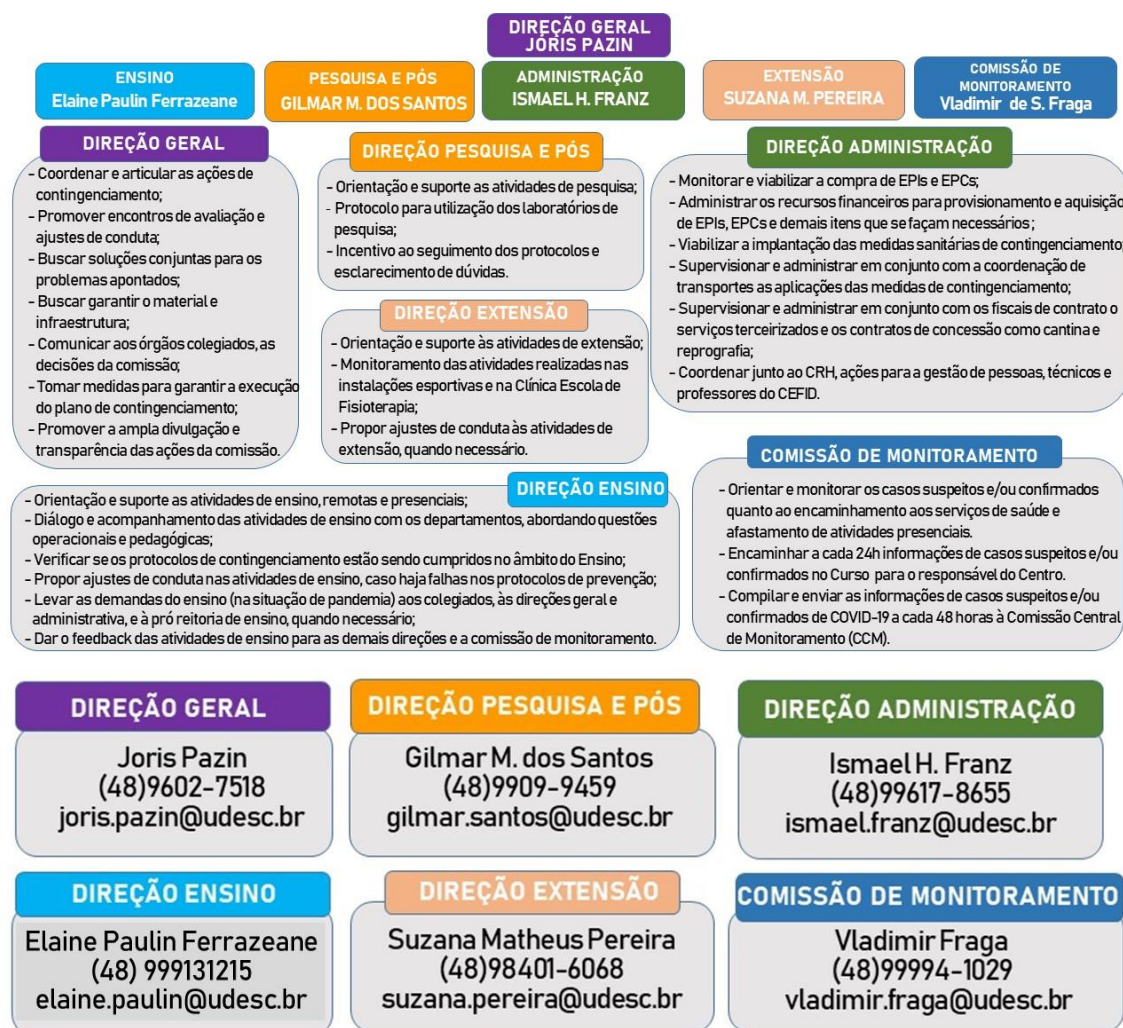 DIREÇÃO GERAL
JORIS PAZIN
ENSINO
Elaine Paulin Ferrazeane
PESQUISA E PÓS
GILMAR M. DOS SANTOS
ADMINISTRAÇÃO
ISMAEL H. FRANZ
EXTENSÃO
SUZANA M. PEREIRA
COMISSÃO DE
MONITORAMENTO
Vladimir de S. Fraga
DIREÇÃO GERAL
- Coordenar e articular as ações de
contingenciamento;
- Promover encontros de avaliação e
ajustes de conduta;
- Buscar soluções conjuntas para os
problemas apontados;
- Buscar garantir o material e
infraestrutura;
- Comunicar aos órgãos colegiados, as
decisões da comissão;
- Tomar medidas para garantir a execução
do plano de contingenciamento;
- Promover a ampla divulgação e
transparência das ações da comissão.
DIREÇÃO PESQUISA E PÓS
- Orientação e suporte as atividades de pesquisa;
- Protocolo para utilização dos laboratórios de
pesquisa;
- Incentivo ao seguimento dos protocolos e
esclarecimento de dúvidas.
DIREÇÃO EXTENSÃO
- Orientação e suporte às atividades de extensão;
- Monitoramento das atividades realizadas nas
instalações esportivas e na Clínica Escola de
Fisioterapia;
- Propor ajustes de conduta às atividades de
extensão, quando necessário.
DIREÇÃO ADMINISTRAÇÃO
- Monitorar e viabilizar a compra de EPIs e EPCs;
- Administrar os recursos financeiros para provisionamento e aquisição
de EPIs, EPCs e demais itens que se façam necessários ;
- Viabilizar a implantação das medidas sanitárias de contingenciamento;
- Supervisionar e administrar em conjunto com a coordenação de
transportes as aplicações das medidas de contingenciamento;
- Supervisionar e administrar em conjunto com os fiscais de contrato o
serviços terceirizados e os contratos de concessão como cantina e
reprografia;
- Coordenar junto ao CRH, ações para a gestão de pessoas, técnicos e
professores do CEFID.
DIREÇÃO ENSINO
- Orientação e suporte as atividades de ensino, remotas e presenciais;
- Diálogo e acompanhamento das atividades de ensino com os departamentos, abordando questões
operacionais e pedagógicas;
- Verificar se os protocolos de contingenciamento estão sendo cumpridos no âmbito do Ensino;
- Propor ajustes de conduta nas atividades de ensino, caso haja falhas nos protocolos de prevenção;
- Levar as demandas do ensino (na situação de pandemia) aos colegiados, às direções geral e
administrativa, e à pró reitoria de ensino, quando necessário;
- Dar o feedback das atividades de ensino para as demais direções e a comissão de monitoramento.
COMISSÃO DE MONITORAMENTO
- Orientar e monitorar os casos suspeitos e/ou confirmados
quanto ao encaminhamento aos serviços de saúde e
afastamento de atividades presenciais.
- Encaminhar a cada 24h informações de casos suspeitos e/ou
confirmados no Curso para o responsável do Centro.
- Compilar e enviar as informações de casos suspeitos e/ou
confirmados de COVID-19 a cada 48 horas à Comissão Central
de Monitoramento (CCM).
DIREÇÃO GERAL
Joris Pazin
(48)9602-7518
joris.pazin@udesc.br
DIREÇÃO PESQUISA E PÓS
Gilmar M. dos Santos
(48)9909-9459
gilmar.santos@udesc.br
DIREÇÃO ADMINISTRAÇÃO
Ismael H. Franz
(48)99617-8655
ismael.franz@udesc.br
DIREÇÃO ENSINO
Elaine Paulin Ferrazeane
(48) 999131215
elaine.paulin@udesc.br
DIREÇÃO EXTENSÃO
Suzana Matheus Pereira
(48)98401-6068
suzana.pereira@udesc.br
COMISSÃO DE MONITORAMENTO
Vladimir Fraga
(48)99994-1029
vladimir.fraga@udesc.br